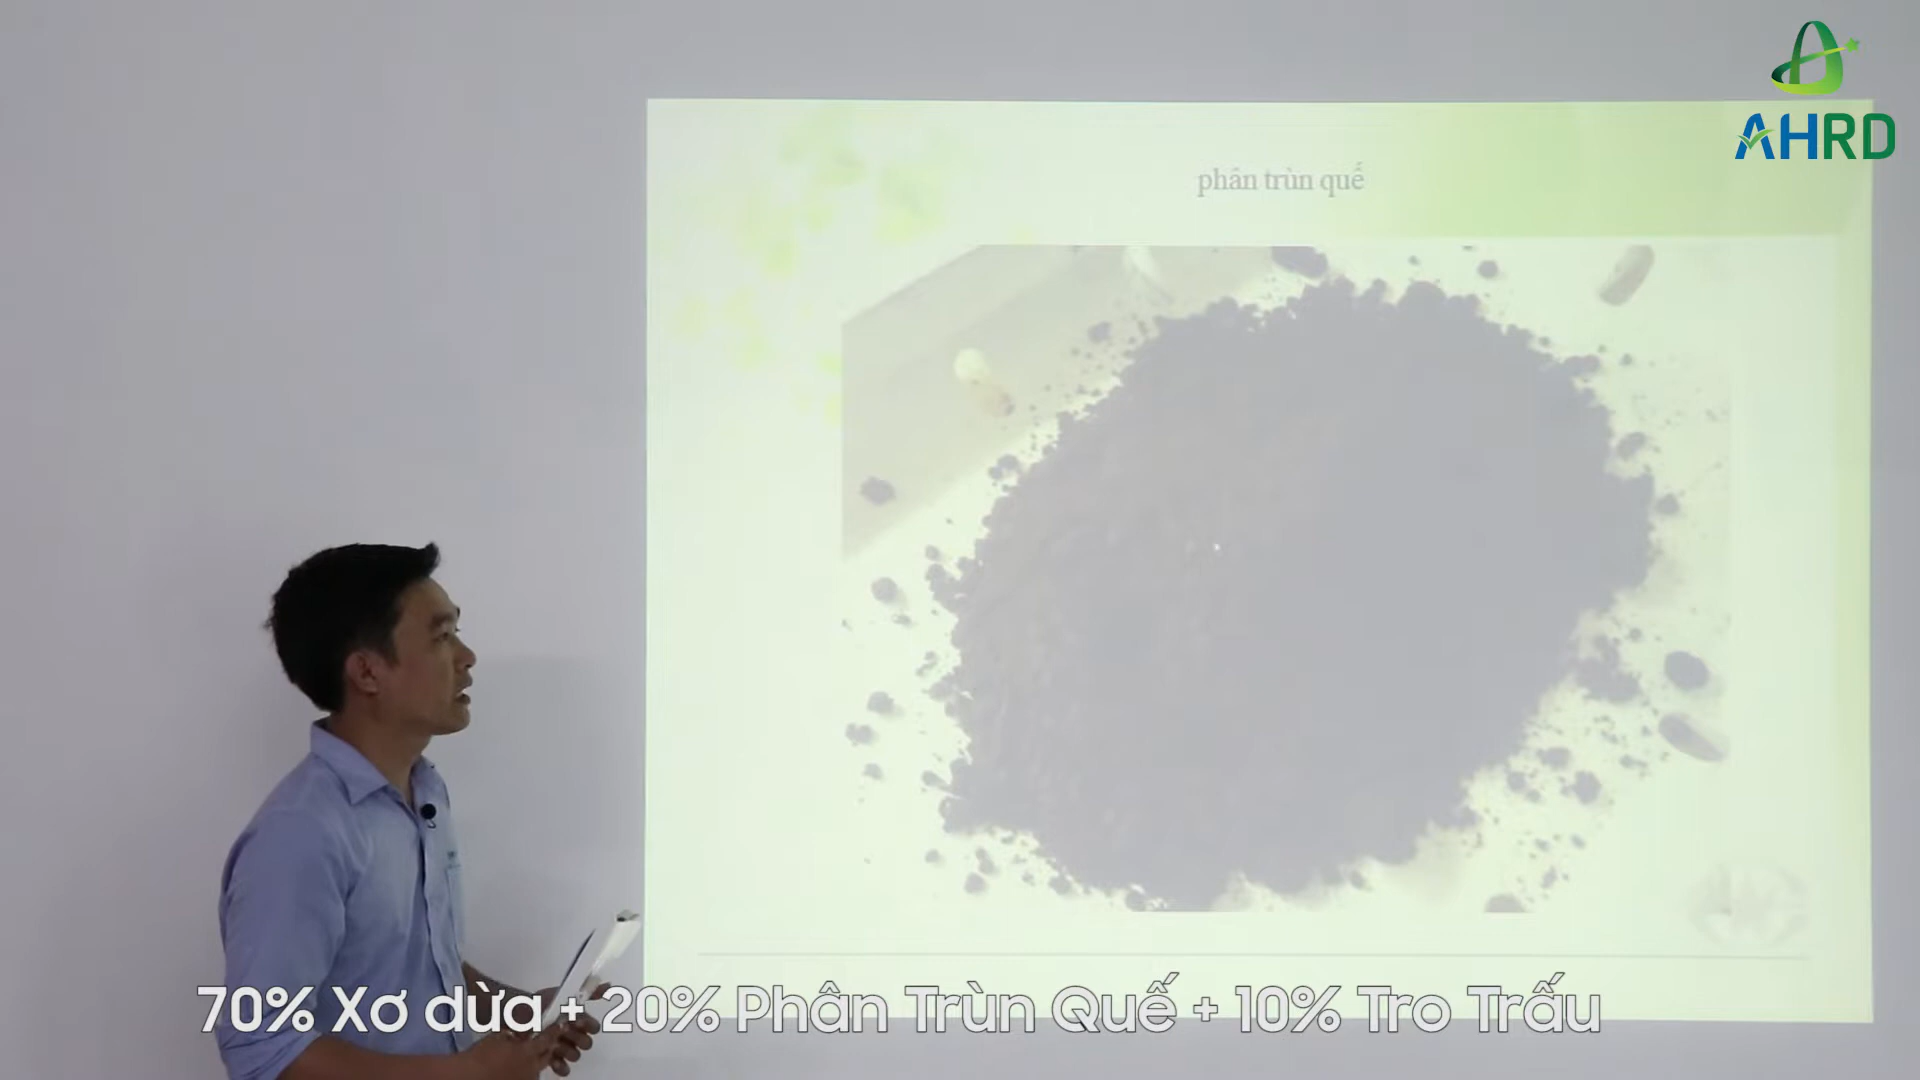 AHRD
phân trùn quế
70% Xơ dừa + 20% Phân Trùn Quế + 10% Tro Trấu